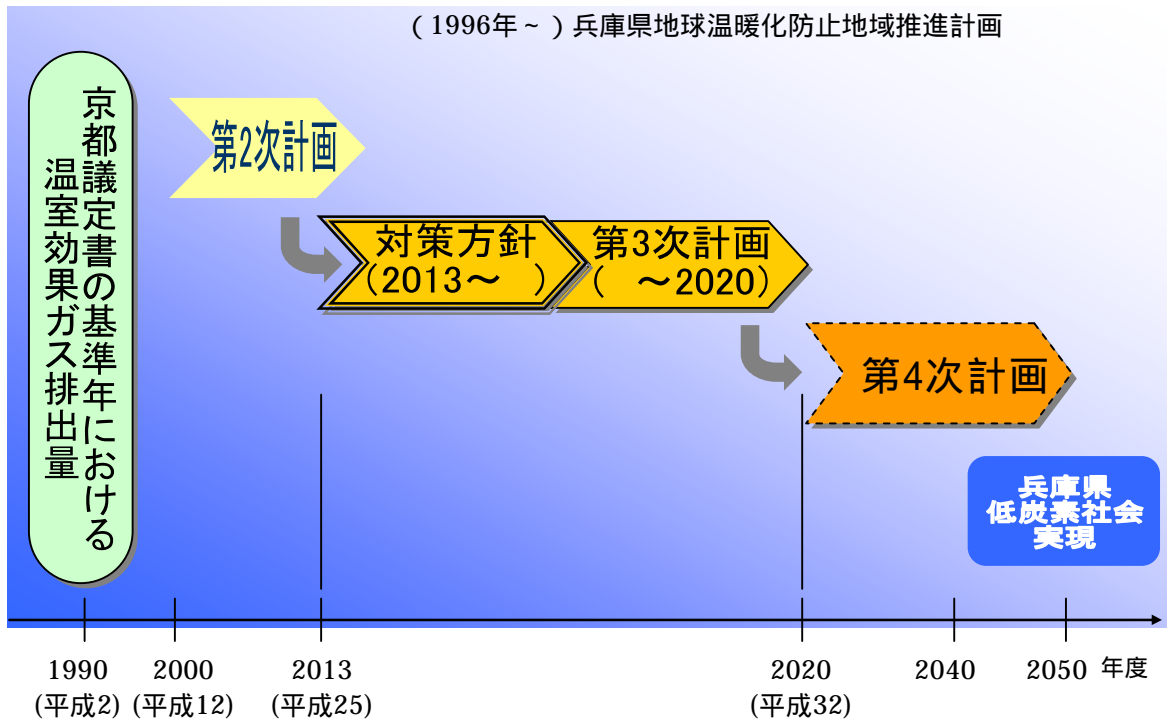 (1996年~)兵庫県地球温暖化防止地域推進計画
京都議定書の基準年における
温室効果ガス排出量
第2次計画
対策方針
(2013~　)
第3次計画
(　~2020)
第4次計画
兵庫県
低炭素社会
実現
1990
(平成2)
2000
(平成12)
2013
(平成25)
2020
(平成32)
2040
2050
年度